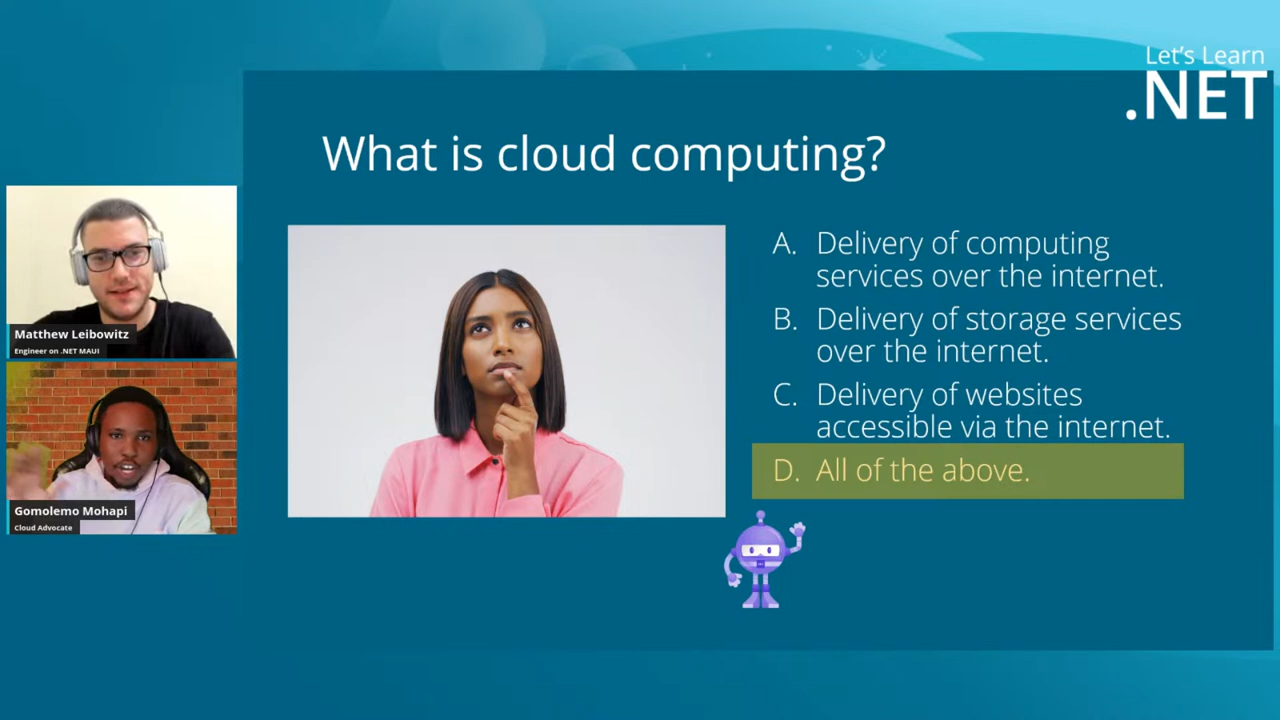 Let's Learn
.NET
What is cloud computing?
Matthew Leibowitz
Engineer on .NET MAUI
Gomolemo Mohapi
Cloud Advocate
A. Delivery of computing
services over the internet.
B. Delivery of storage services
over the internet.
C. Delivery of websites
accessible via the internet.
D. All of the above.